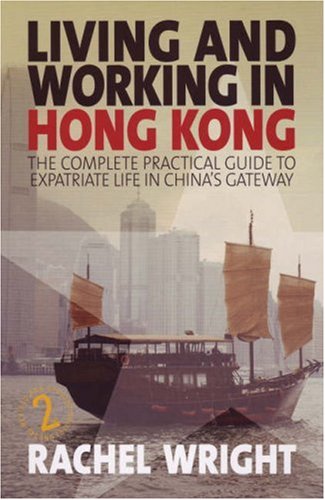 LIVING AND
WORKING IN
HONG KONG
THE COMPLETE PRACTICAL GUIDE TO
EXPATRIATE LIFE IN CHINA'S GATEWAY
2
RACHEL WRIGHT